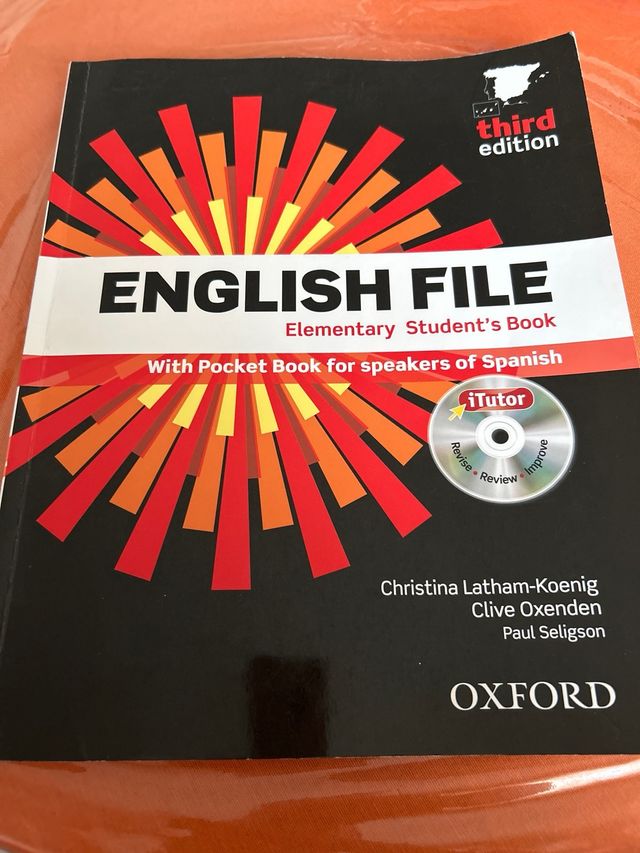 third
edition
ENGLISH FILE
Elementary Student's Book
With Pocket Book for speakers of Spanish
iTutor
Revise • Review • Improve
Christina Latham-Koenig
Clive Oxenden
Paul Seligson
OXFORD